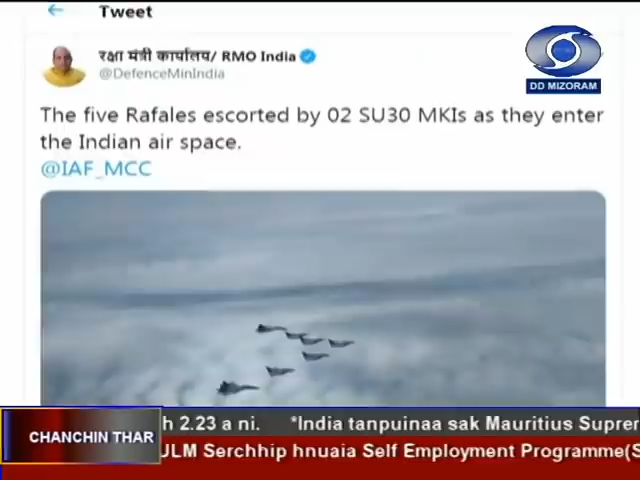 Tweet
रक्षा मंत्री कार्यालय/ RMO India
@DefenceMinIndia
DD MIZORAM
The five Rafales escorted by 02 SU30 MKIs as they enter
the Indian air space.
@IAF_MCC
h 2.23 a ni. *India tanpuinaa sak Mauritius Suprer
CHANCHIN THAR
JLM Serchhip hnuaia Self Employment Programme(S